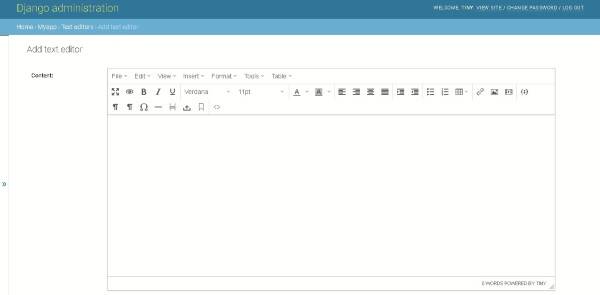 Django administration
WELCOME, TINY. VIEW SITE / CHANGE PASSWORD / LOG OUT
Home › Myapp › Text editors › Add text editor
Add text editor
Content:
File Edit View Insert Format Tools Table
B I U Verdana 11pt A A
¶ ¶ Ω
»
0 WORDS POWERED BY TINY